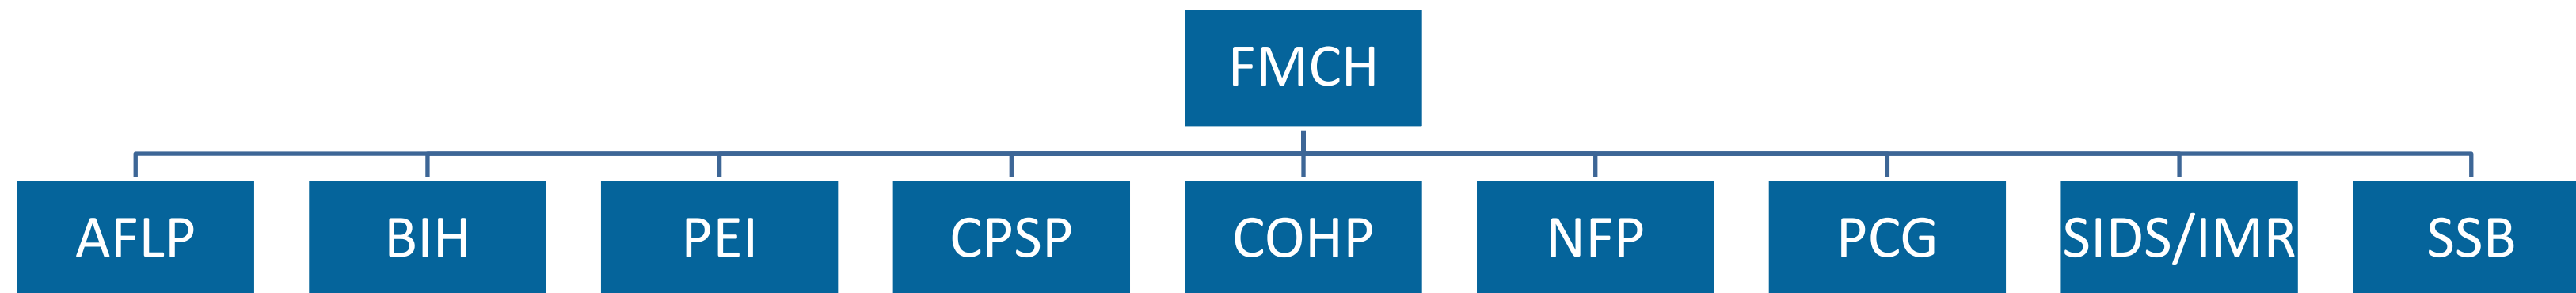 FMCH
AFLP
BIH
PEI
CPSP
COHP
NFP
PCG
SIDS/IMR
SSB